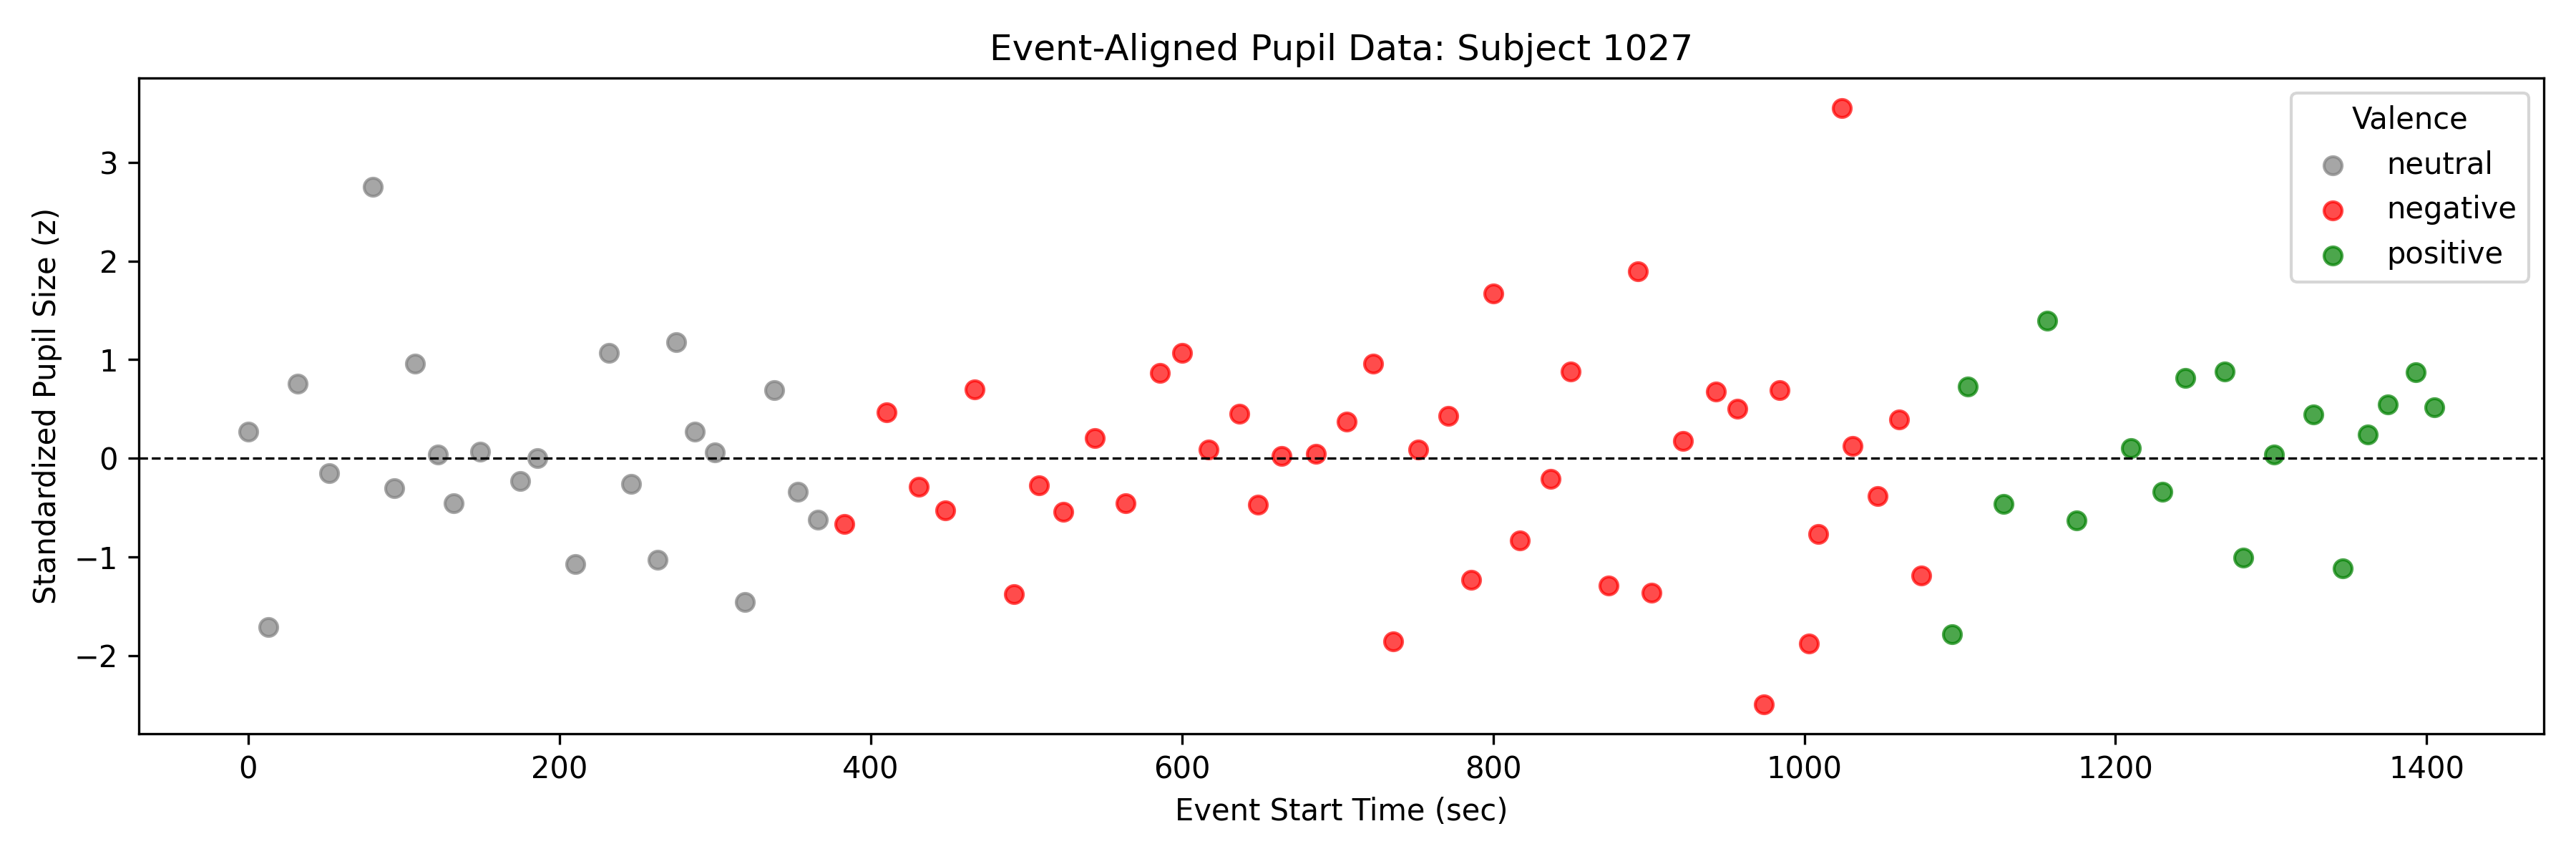 Event-Aligned Pupil Data: Subject 1027
Standardized Pupil Size (z)
3
2
1
0
−1
−2
Valence
neutral
negative
positive
0 200 400 600 800 1000 1200 1400
Event Start Time (sec)